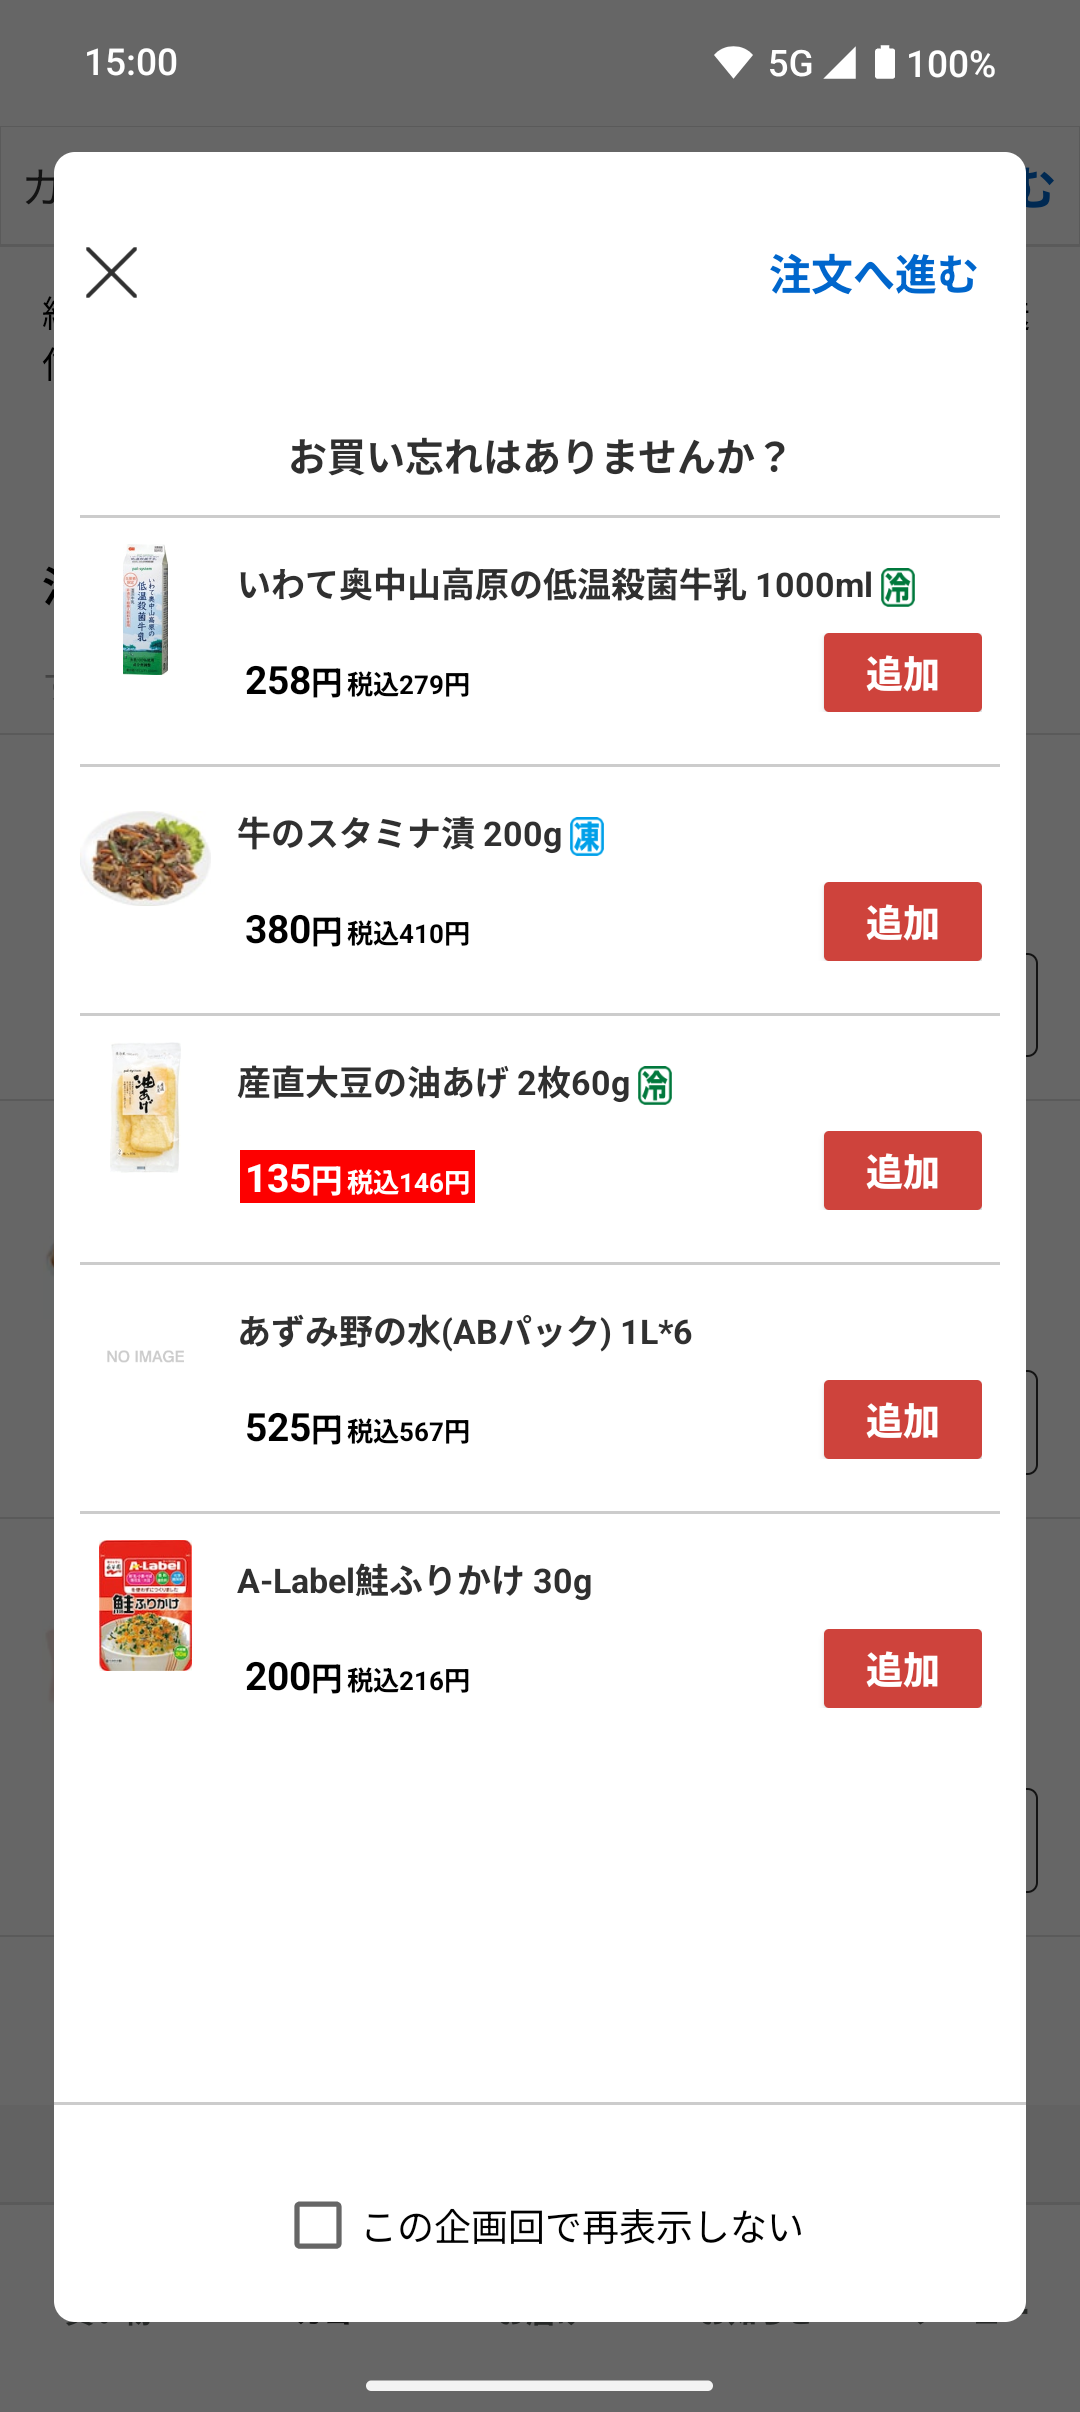 15:00 5G 100%
注文へ進む
お買い忘れはありませんか？
いわて奥中山高原の低温殺菌牛乳 1000ml 冷
258円 税込279円
追加
牛のスタミナ漬 200g 凍
380円 税込410円
追加
産直大豆の油あげ 2枚60g 冷
135円 税込146円
追加
NO IMAGE
あずみ野の水(ABパック) 1L*6
525円 税込567円
追加
A-Label
鮭ふりかけ
A-Label鮭ふりかけ 30g
200円 税込216円
追加
この企画回で再表示しない